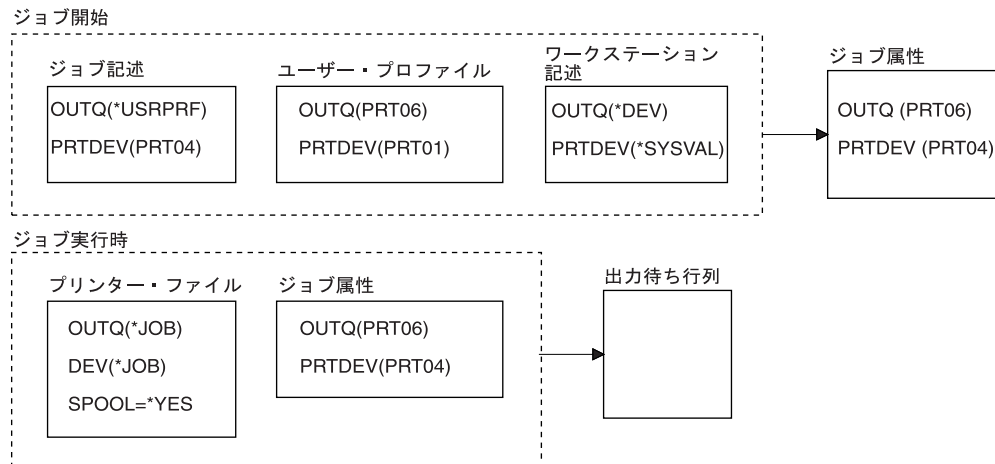 ジョブ開始
ジョブ記述
OUTQ(*USRPRF)
PRTDEV(PRT04)
ユーザー・プロファイル
OUTQ(PRT06)
PRTDEV(PRT01)
ワークステーション
記述
OUTQ(*DEV)
PRTDEV(*SYSVAL)
ジョブ属性
OUTQ (PRT06)
PRTDEV (PRT04)
ジョブ実行時
プリンター・ファイル
OUTQ(*JOB)
DEV(*JOB)
SPOOL=*YES
ジョブ属性
OUTQ(PRT06)
PRTDEV(PRT04)
出力待ち行列